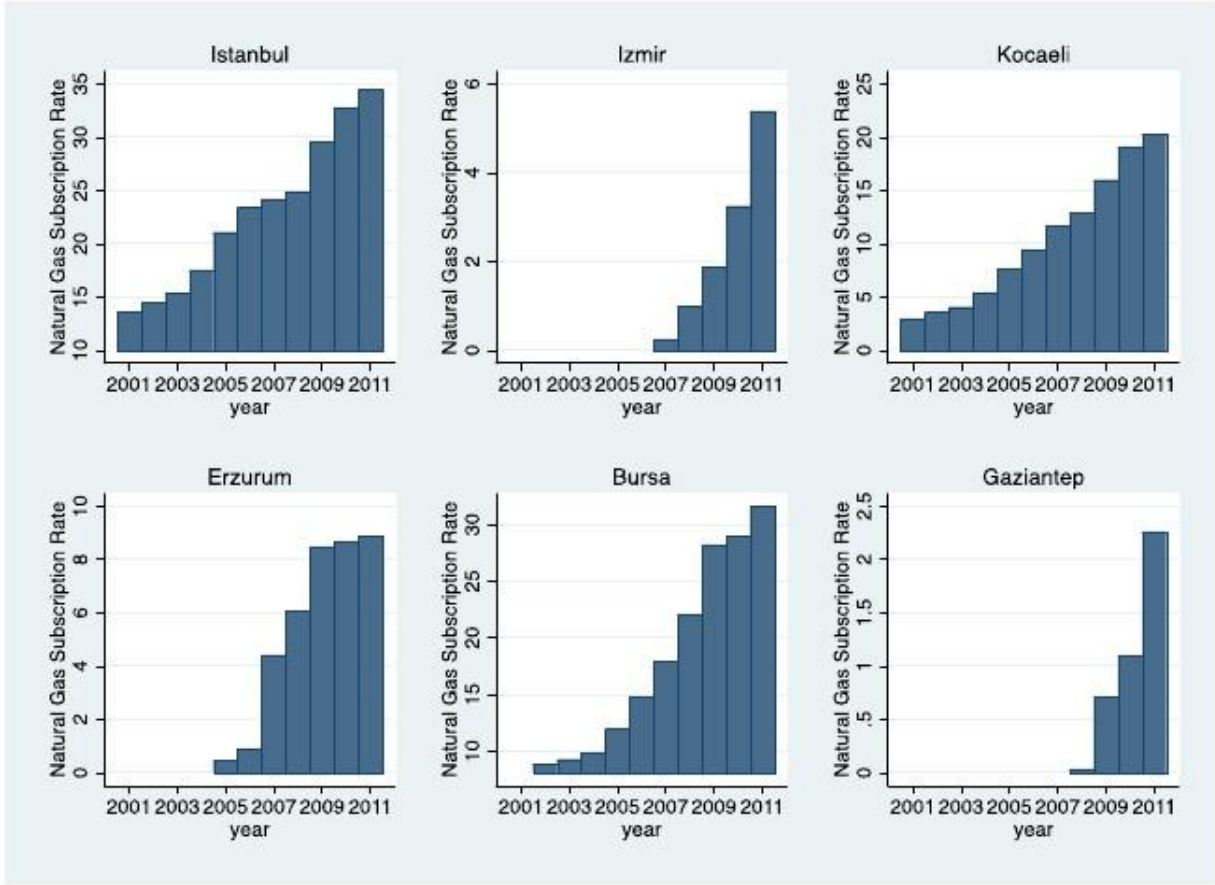 Istanbul
Natural Gas Subscription Rate
35
30
25
20
15
10
2001 2003 2005 2007 2009 2011
year
Izmir
Natural Gas Subscription Rate
6
4
2
0
2001 2003 2005 2007 2009 2011
year
Kocaeli
Natural Gas Subscription Rate
25
20
15
10
5
0
2001 2003 2005 2007 2009 2011
year
Erzurum
Natural Gas Subscription Rate
10
8
6
4
2
0
2001 2003 2005 2007 2009 2011
year
Bursa
Natural Gas Subscription Rate
30
25
20
15
10
2001 2003 2005 2007 2009 2011
year
Gaziantep
Natural Gas Subscription Rate
2.5
2
1.5
1
.5
0
2001 2003 2005 2007 2009 2011
year